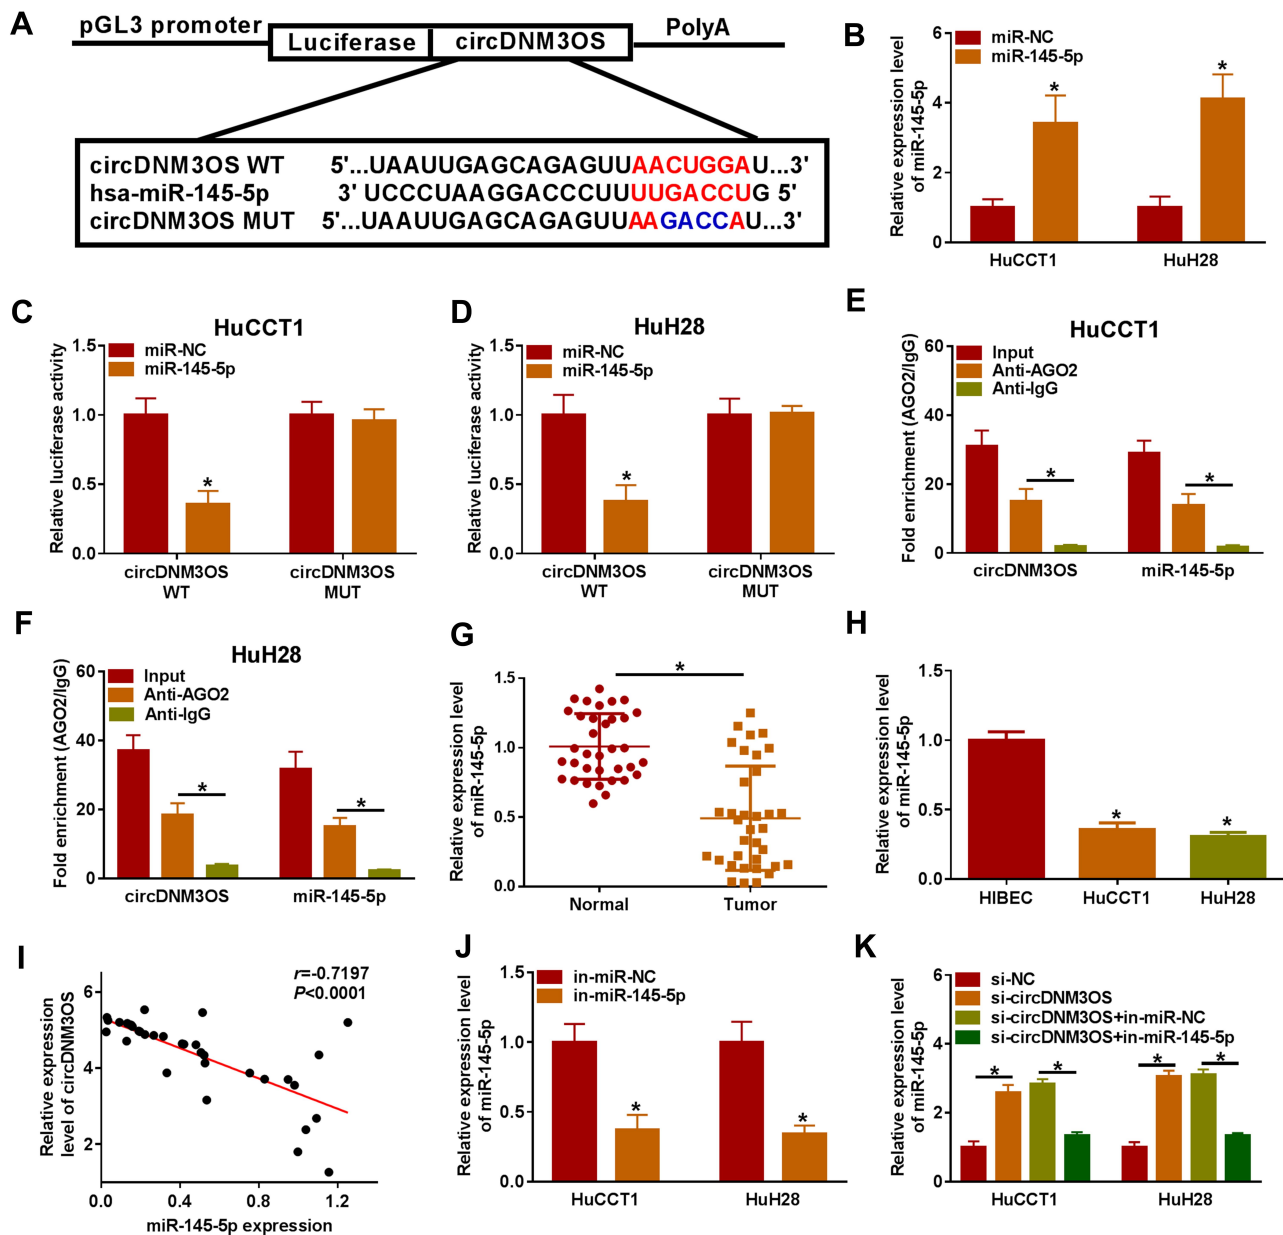 A
pGL3 promoter
Luciferase
circDNM3OS
PolyA
circDNM3OS WT 5'...UAAUUGAGCAGAGUUAACUGGAU...3'
hsa-miR-145-5p 3' UCCCUAAGGACCCUUUUGACCUG 5'
circDNM3OS MUT 5'...UAAUUGAGCAGAGUUAAGACCAU...3'
B
Relative expression level
of miR-145-5p
6
4
2
0
miR-NC
miR-145-5p
*
*
HuCCT1
HuH28
C
HuCCT1
Relative luciferase activity
1.5
1.0
0.5
0.0
miR-NC
miR-145-5p
*
circDNM3OS
WT
circDNM3OS
MUT
D
HuH28
Relative luciferase activity
1.5
1.0
0.5
0.0
miR-NC
miR-145-5p
*
circDNM3OS
WT
circDNM3OS
MUT
E
HuCCT1
Fold enrichment (AGO2/IgG)
60
40
20
0
Input
Anti-AGO2
Anti-IgG
*
*
circDNM3OS
miR-145-5p
F
HuH28
Fold enrichment (AGO2/IgG)
60
40
20
0
Input
Anti-AGO2
Anti-IgG
*
*
circDNM3OS
miR-145-5p
G
Relative expression level
of miR-145-5p
1.5
1.0
0.5
0.0
*
Normal
Tumor
H
Relative expression level
of miR-145-5p
1.5
1.0
0.5
0.0
*
*
HIBEC
HuCCT1
HuH28
I
Relative expression
level of circDNM3OS
6
4
2
r=-0.7197
P<0.0001
0.0
0.4
0.8
1.2
miR-145-5p expression
J
Relative expression level
of miR-145-5p
1.5
1.0
0.5
0.0
in-miR-NC
in-miR-145-5p
*
*
HuCCT1
HuH28
K
Relative expression level
of miR-145-5p
6
4
2
0
si-NC
si-circDNM3OS
si-circDNM3OS+in-miR-NC
si-circDNM3OS+in-miR-145-5p
*
*
*
*
HuCCT1
HuH28